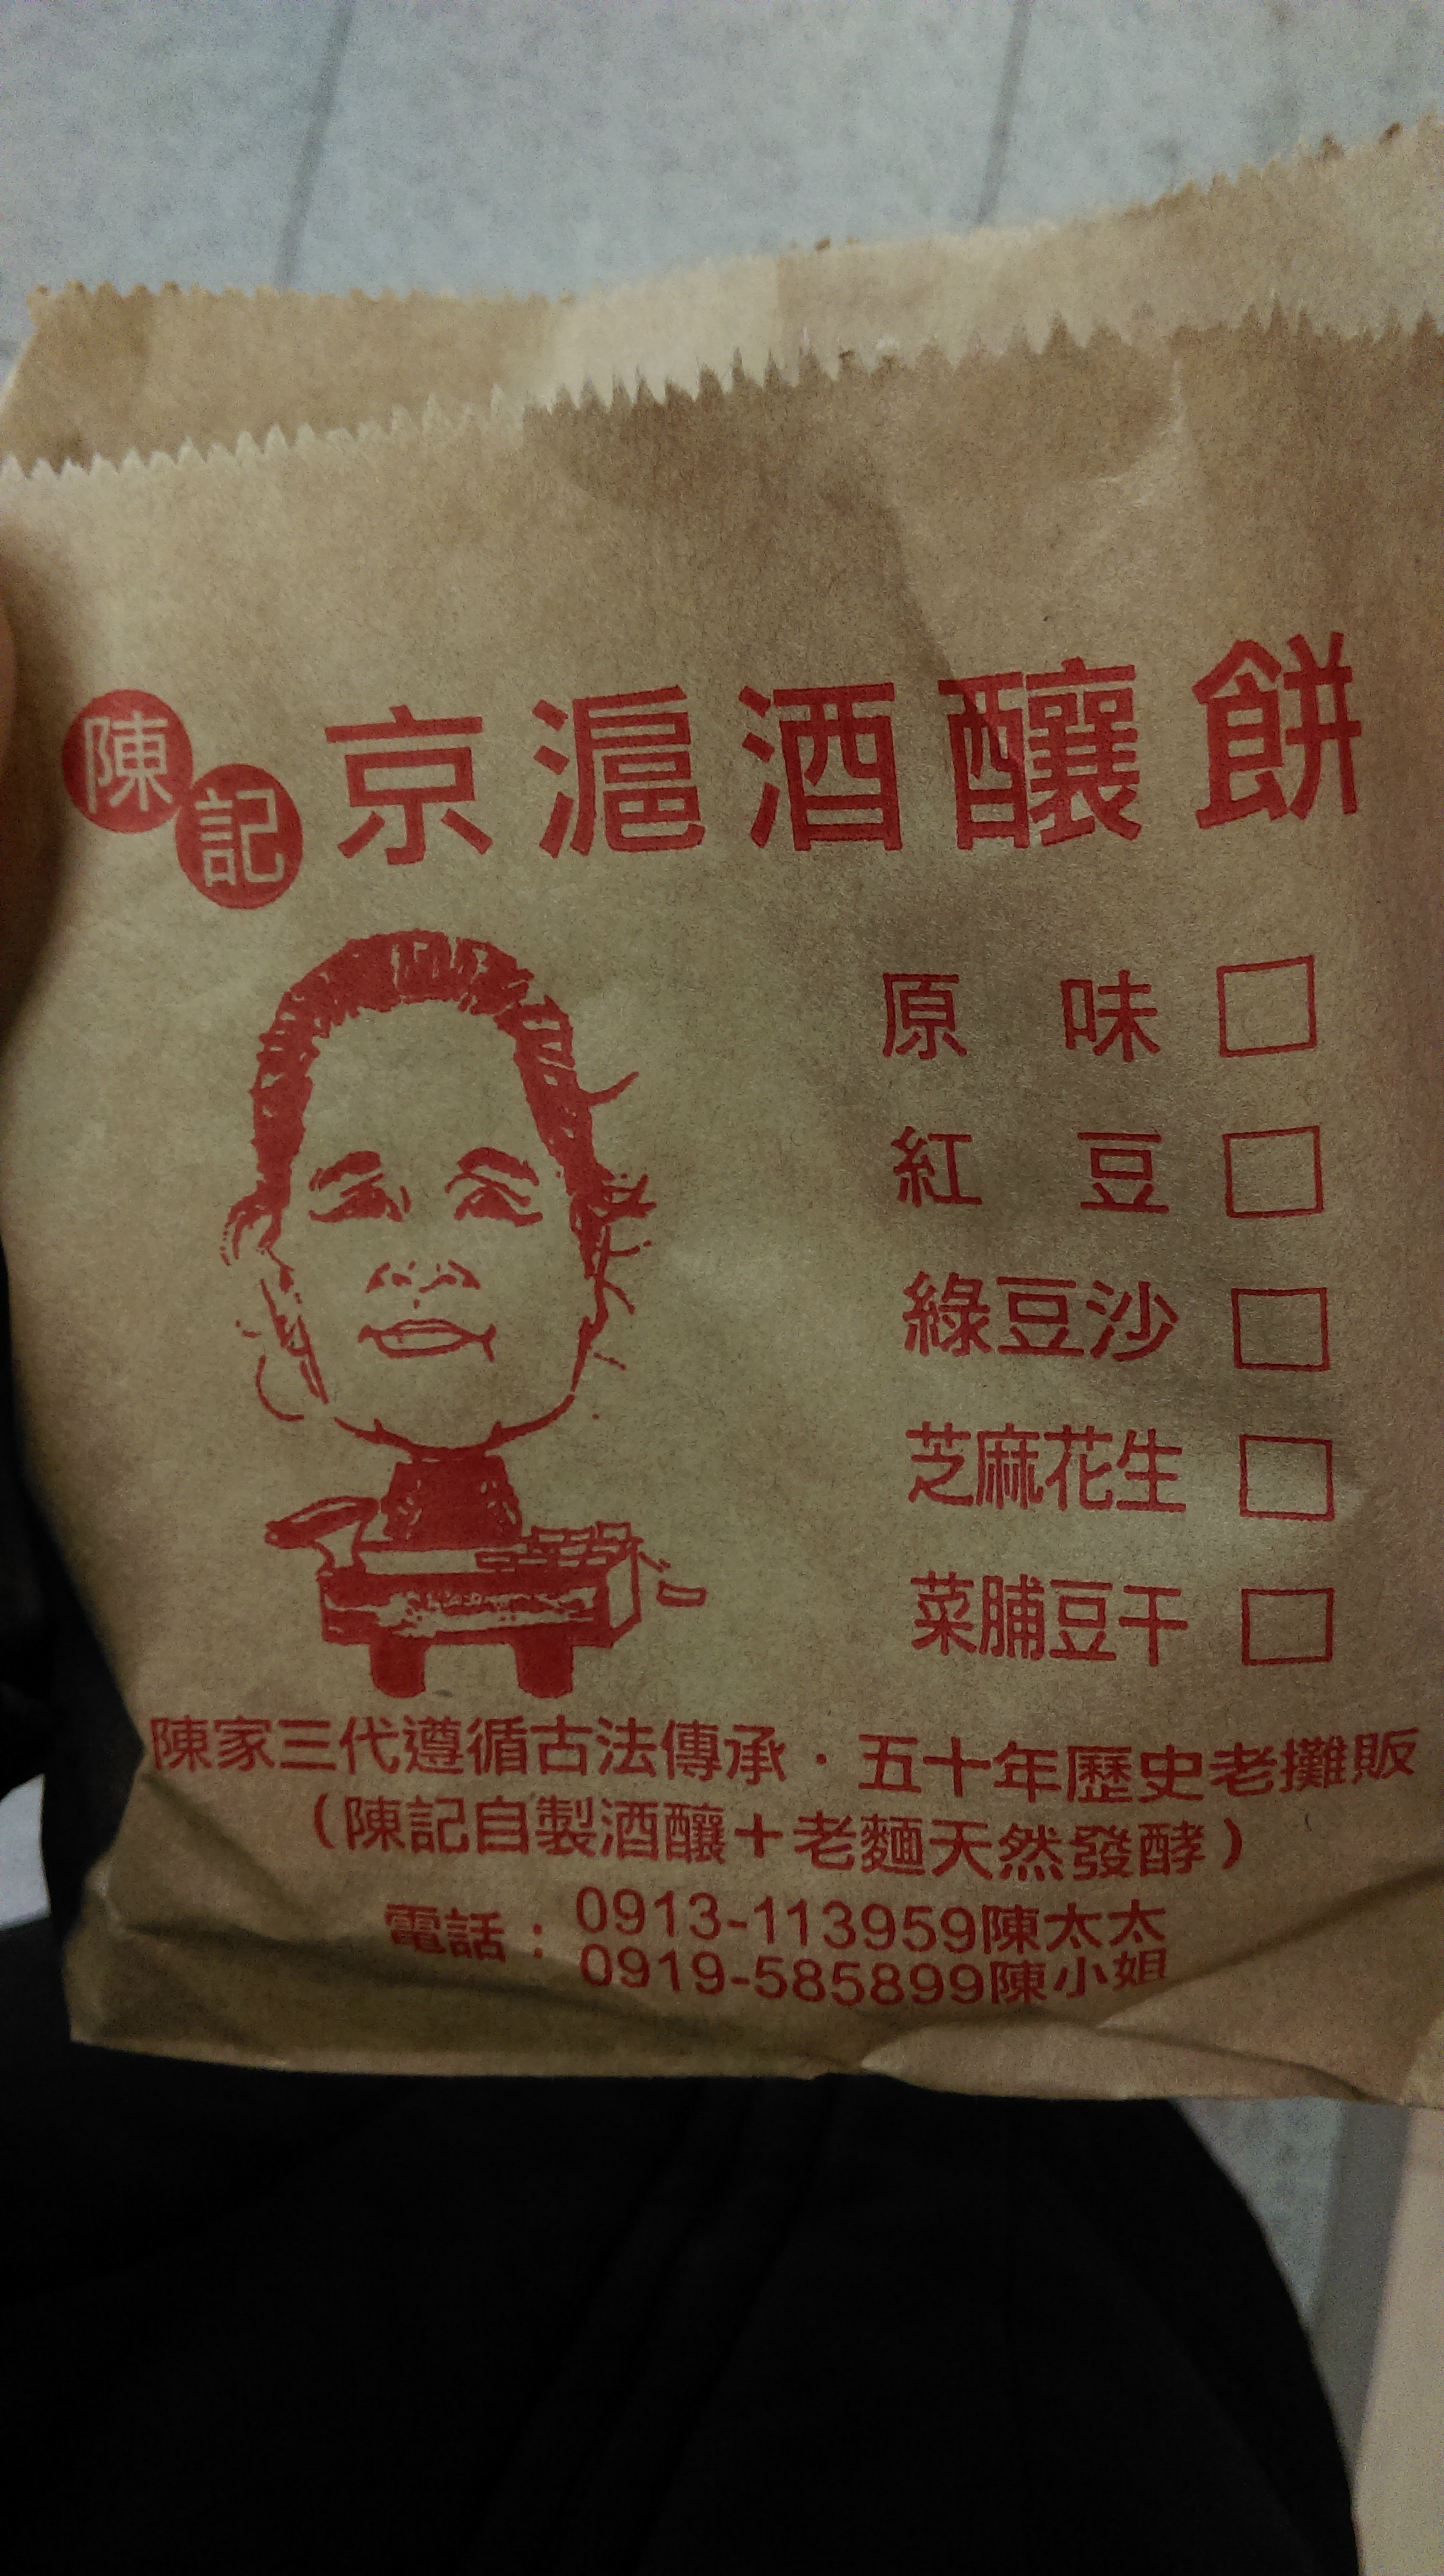 陳記 京滬酒釀餅
原味
紅豆
綠豆沙
芝麻花生
菜脯豆干
陳家三代遵循古法傳承·五十年歷史老攤販
(陳記自製酒釀+老麵天然發酵)
電話:0913-113959陳太太
0919-585899陳小姐